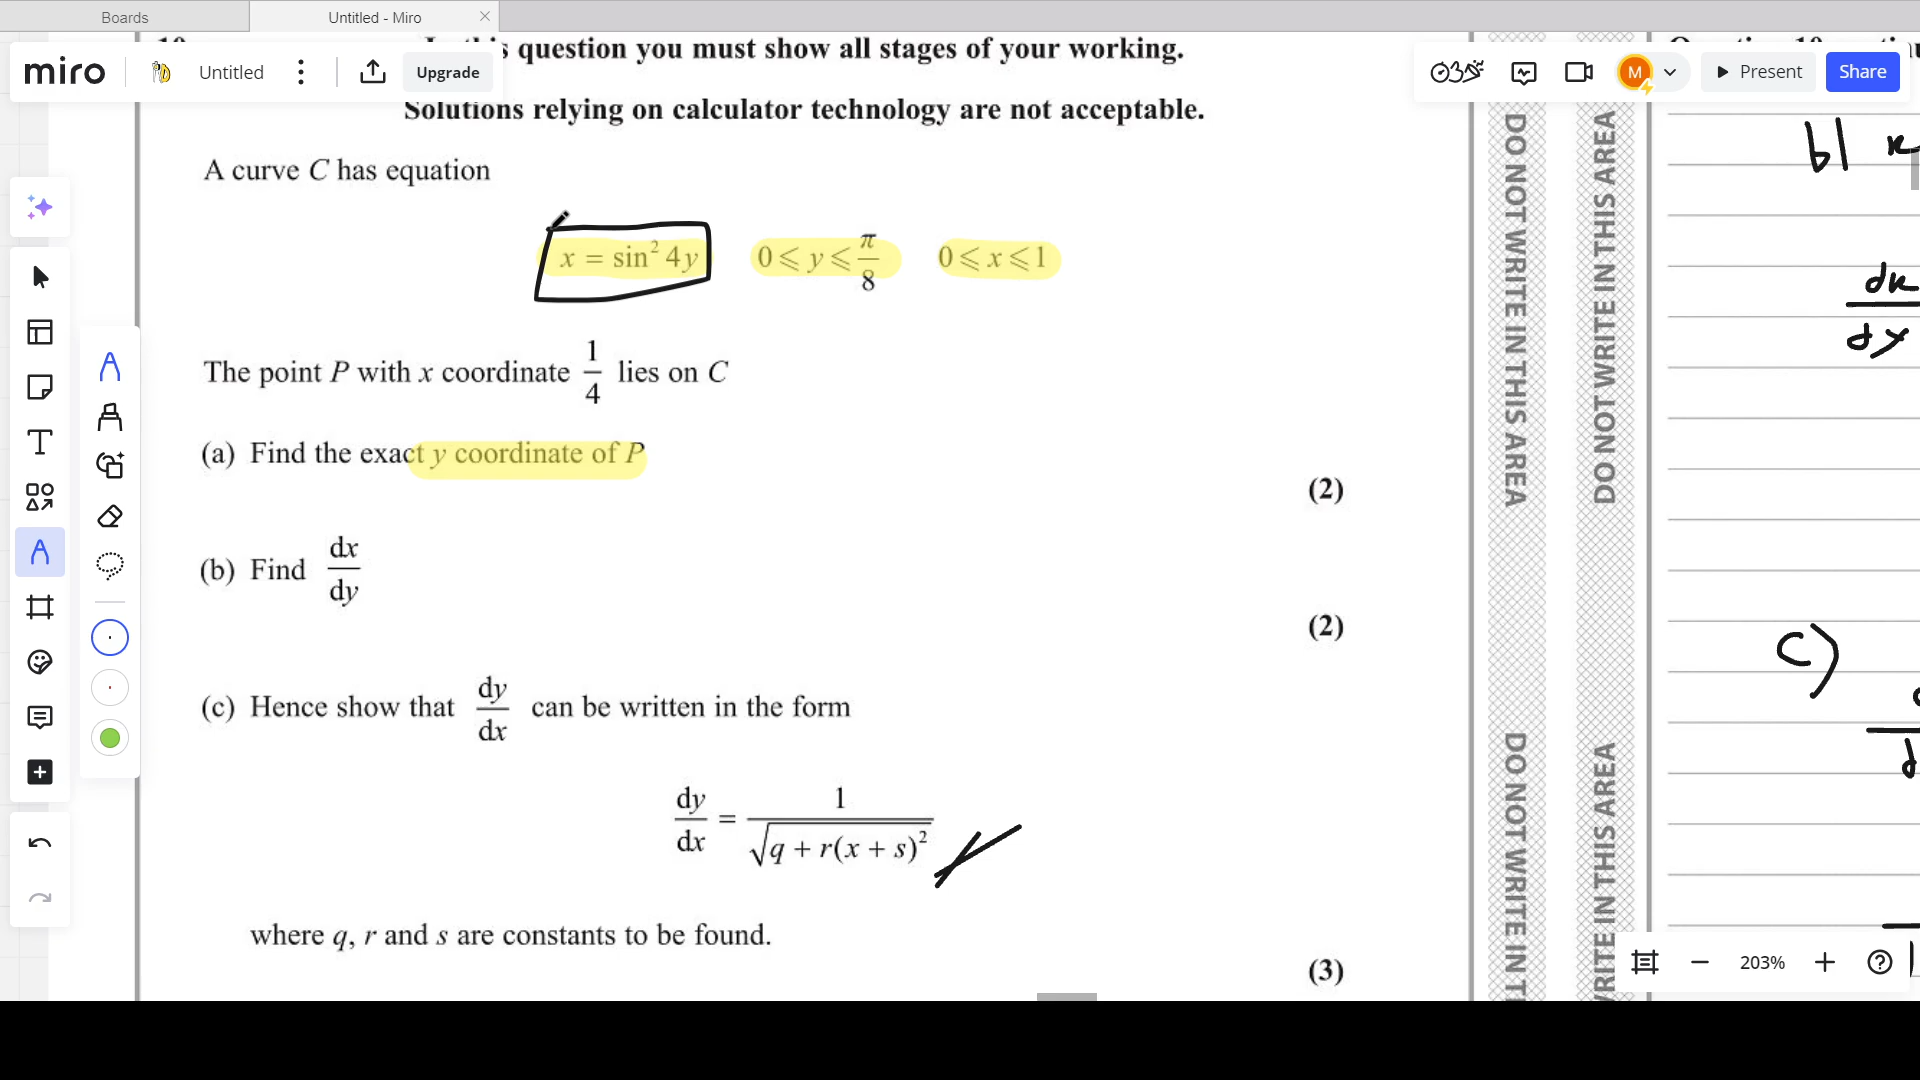 Boards
Untitled - Miro
miro
Untitled
Upgrade
Present
Share
M
question you must show all stages of your working.
Solutions relying on calculator technology are not acceptable.
A curve C has equation
x = sin² 4y 0 ⩽ y ⩽ π/8 0 ⩽ x ⩽ 1
The point P with x coordinate 1/4 lies on C
(a) Find the exact y coordinate of P
(2)
(b) Find dx/dy
(2)
(c) Hence show that dy/dx can be written in the form
dy/dx = 1/√(q + r(x + s)²)
where q, r and s are constants to be found.
(3)
DO NOT WRITE IN THIS AREA
DO NOT WRITE IN THIS AREA
DO NOT WRITE IN
WRITE IN THIS AREA
b) x
dx/dy
c)
d
203%